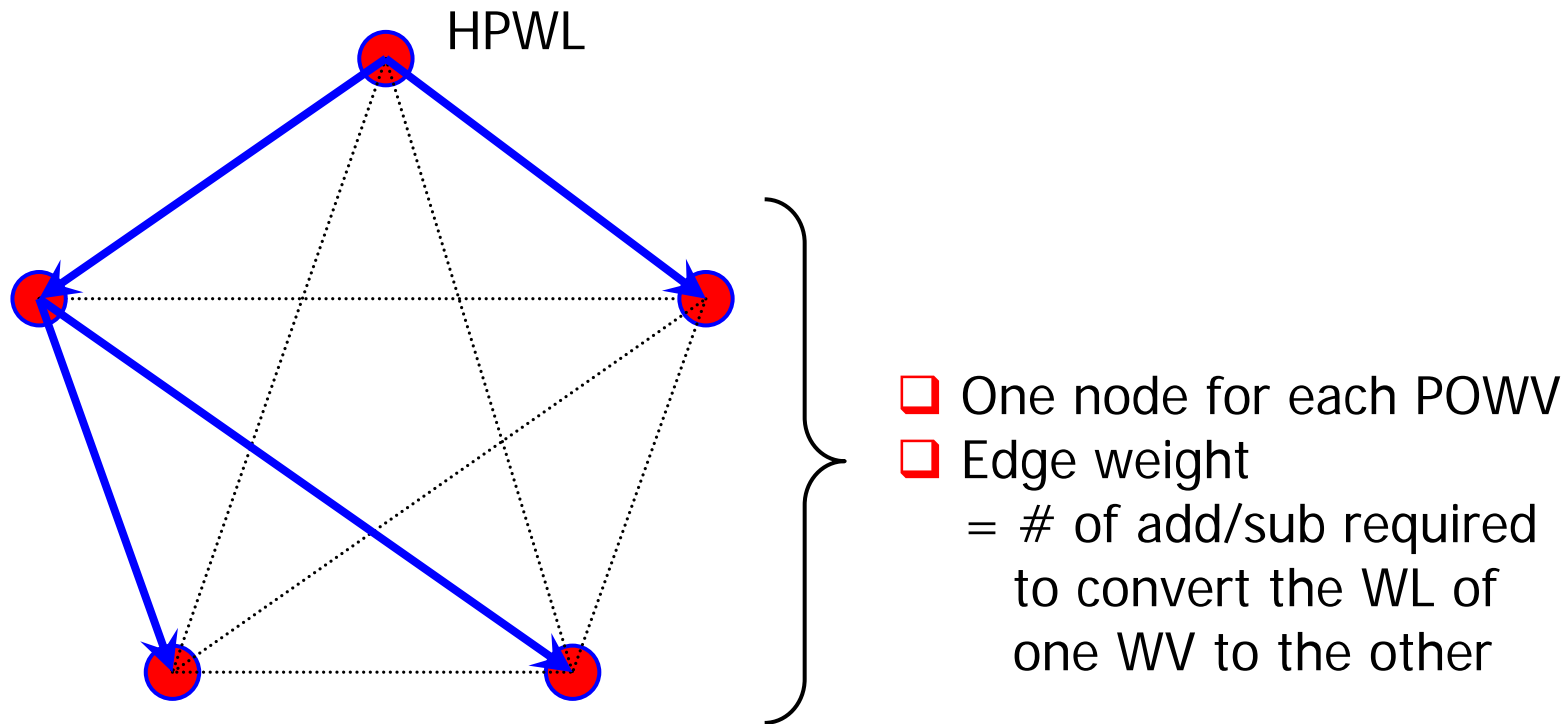 HPWL
One node for each POWV
Edge weight
= # of add/sub required
to convert the WL of
one WV to the other